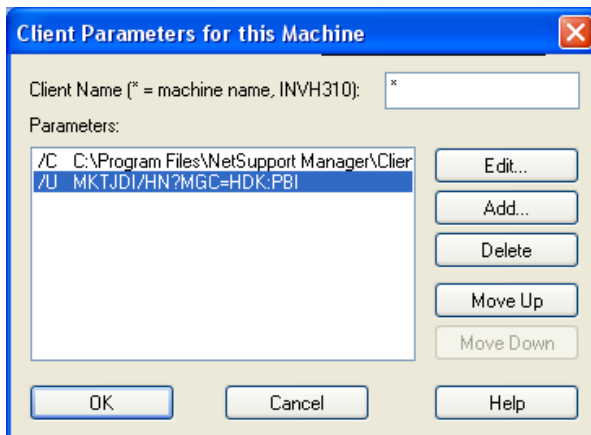 Client Parameters for this Machine
Client Name (* = machine name, INVH310): *
Parameters:
/C C:\Program Files\NetSupport Manager\Clier
/U MKTJDI/HN?MGC=HDK:PBI
Edit...
Add...
Delete
Move Up
Move Down
OK Cancel Help